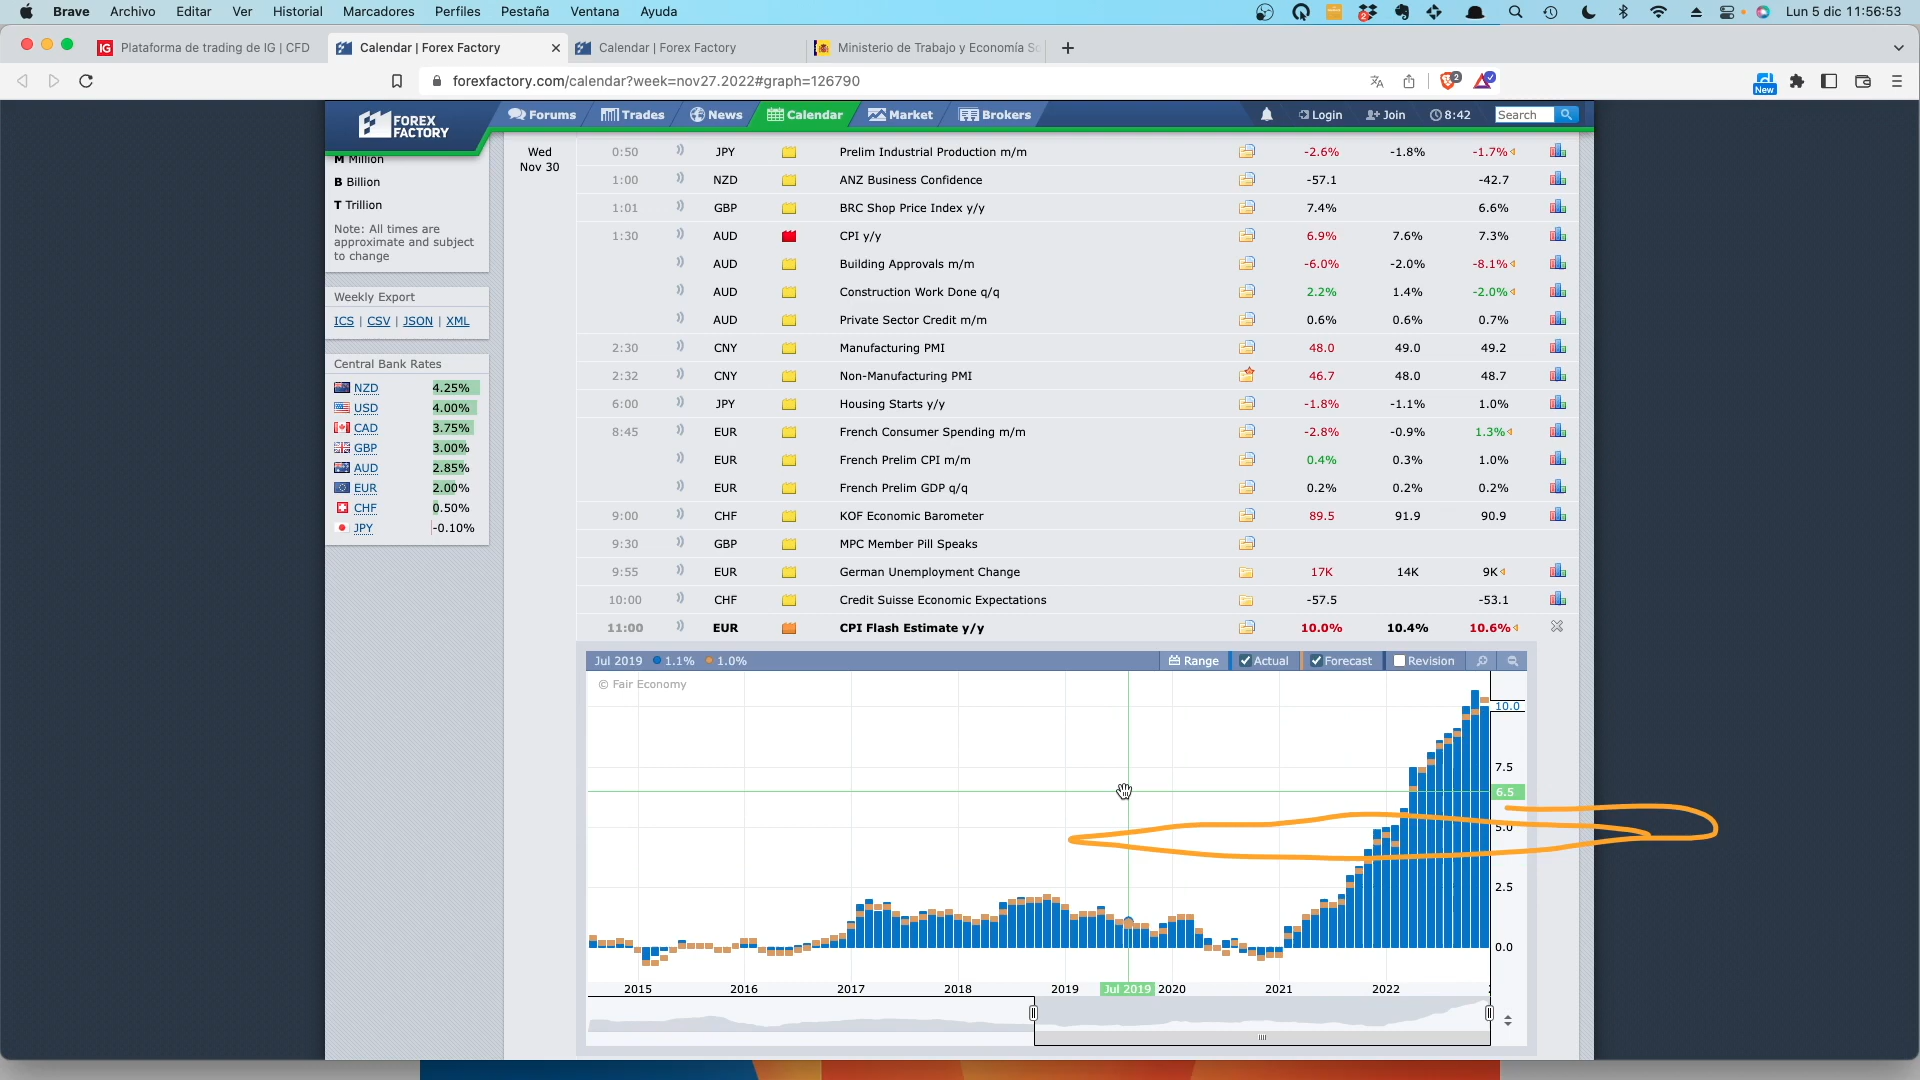 Brave Archivo Editar Ver Historial Marcadores Perfiles Pestaña Ventana Ayuda Lun 5 dic 11:56:53
Plataforma de trading de IG | CFD Calendar | Forex Factory Calendar | Forex Factory Ministerio de Trabajo y Economía So
forexfactory.com/calendar?week=nov27.2022#graph=126790 2 New
FOREX FACTORY Forums Trades News Calendar Market Brokers Login Join 8:42 Search
M Million
B Billion
T Trillion
Note: All times are
approximate and subject
to change
Weekly Export
ICS | CSV | JSON | XML
Central Bank Rates
NZD 4.25%
USD 4.00%
CAD 3.75%
GBP 3.00%
AUD 2.85%
EUR 2.00%
CHF 0.50%
JPY -0.10%
Wed
Nov 30
0:50 JPY Prelim Industrial Production m/m -2.6% -1.8% -1.7%
1:00 NZD ANZ Business Confidence -57.1 -42.7
1:01 GBP BRC Shop Price Index y/y 7.4% 6.6%
1:30 AUD CPI y/y 6.9% 7.6% 7.3%
AUD Building Approvals m/m -6.0% -2.0% -8.1%
AUD Construction Work Done q/q 2.2% 1.4% -2.0%
AUD Private Sector Credit m/m 0.6% 0.6% 0.7%
2:30 CNY Manufacturing PMI 48.0 49.0 49.2
2:32 CNY Non-Manufacturing PMI 46.7 48.0 48.7
6:00 JPY Housing Starts y/y -1.8% -1.1% 1.0%
8:45 EUR French Consumer Spending m/m -2.8% -0.9% 1.3%
EUR French Prelim CPI m/m 0.4% 0.3% 1.0%
EUR French Prelim GDP q/q 0.2% 0.2% 0.2%
9:00 CHF KOF Economic Barometer 89.5 91.9 90.9
9:30 GBP MPC Member Pill Speaks
9:55 EUR German Unemployment Change 17K 14K 9K
10:00 CHF Credit Suisse Economic Expectations -57.5 -53.1
11:00 EUR CPI Flash Estimate y/y 10.0% 10.4% 10.6%
Jul 2019 1.1% 1.0% Range Actual Forecast Revision
© Fair Economy
10.0
7.5
6.5
5.0
2.5
0.0
2015 2016 2017 2018 2019 Jul 2019 2020 2021 2022